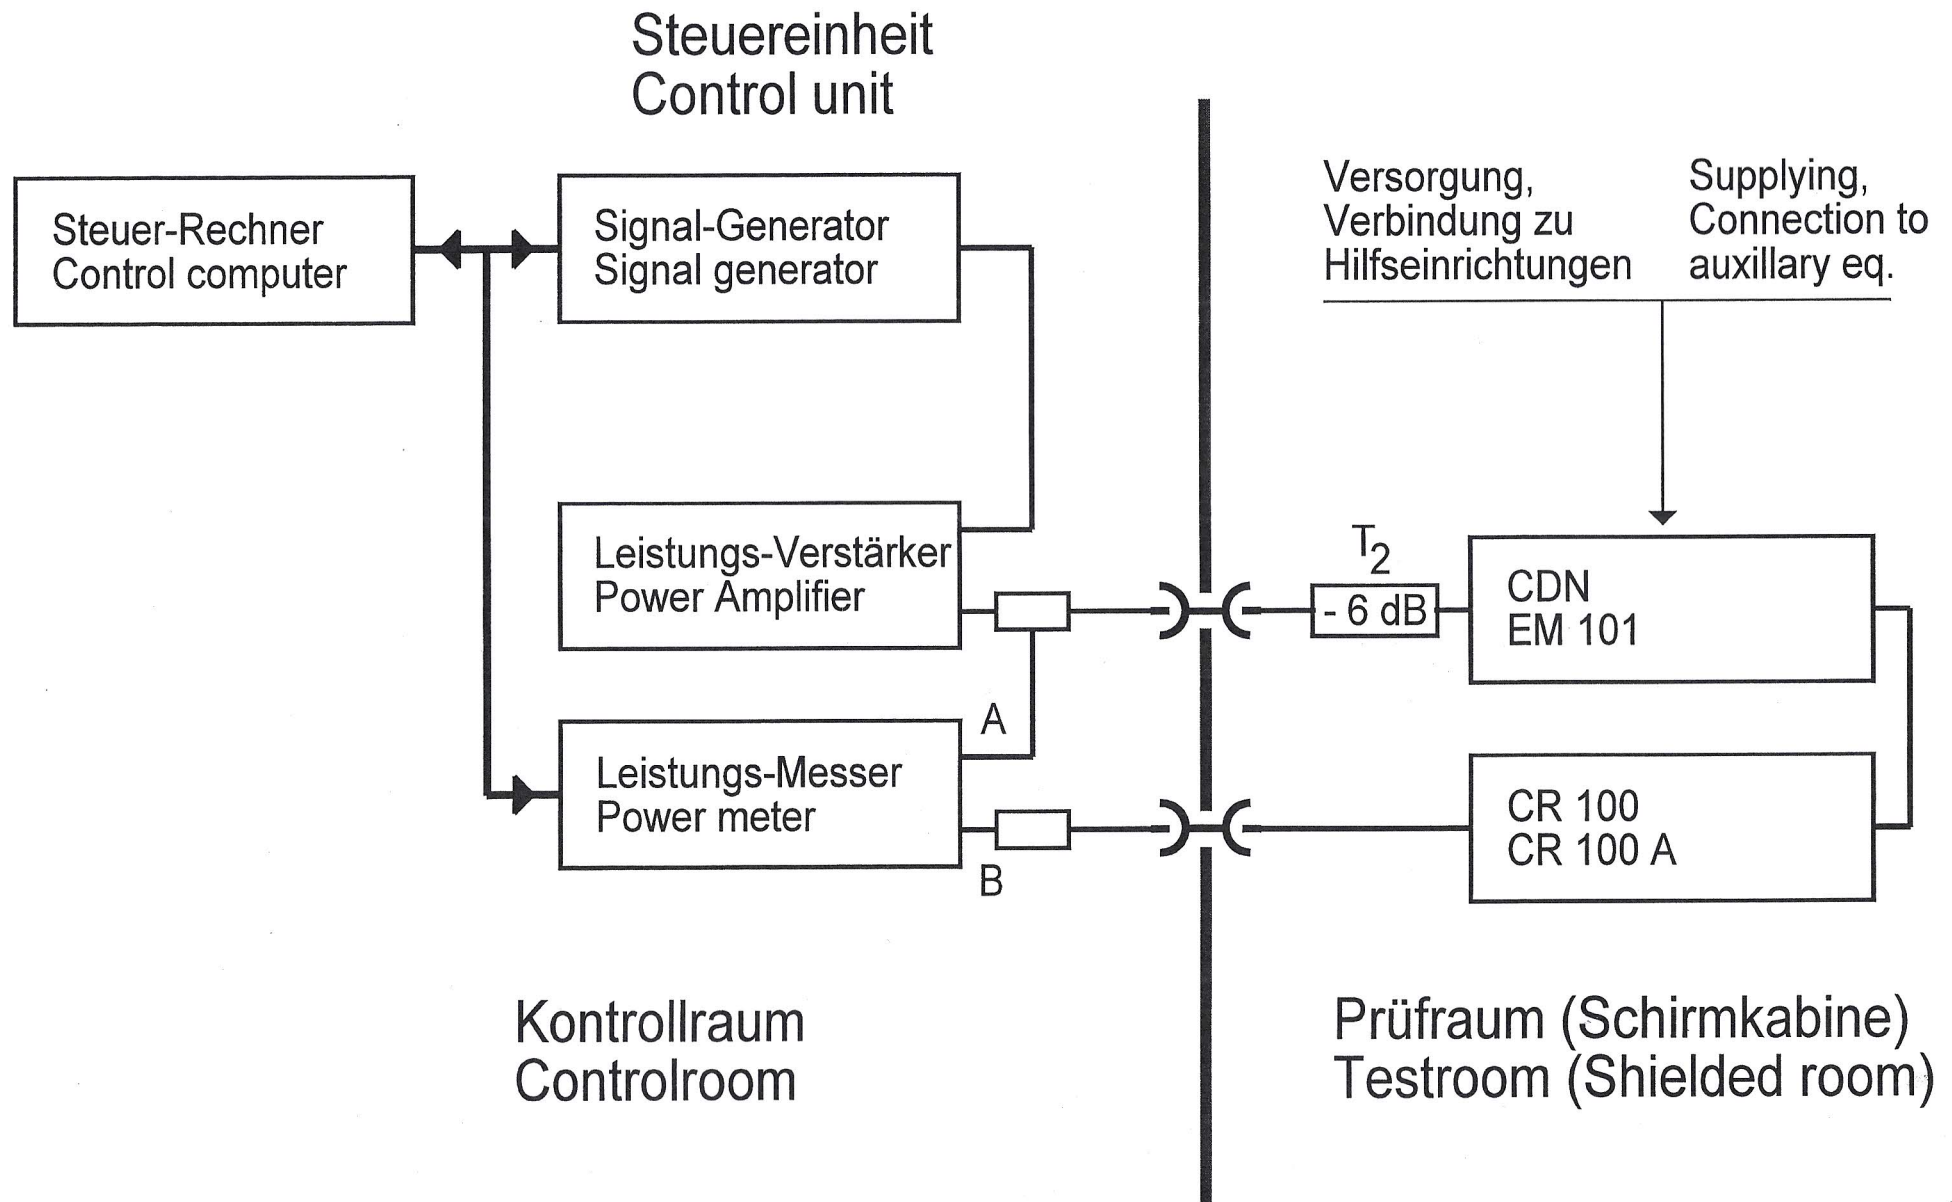 Steuereinheit
Control unit
Steuer-Rechner
Control computer
Signal-Generator
Signal generator
Versorgung,
Verbindung zu
Hilfseinrichtungen
Supplying,
Connection to
auxillary eq.
Leistungs-Verstärker
Power Amplifier
T2
- 6 dB
CDN
EM 101
A
Leistungs-Messer
Power meter
B
CR 100
CR 100 A
Kontrollraum
Controlroom
Prüfraum (Schirmkabine)
Testroom (Shielded room)